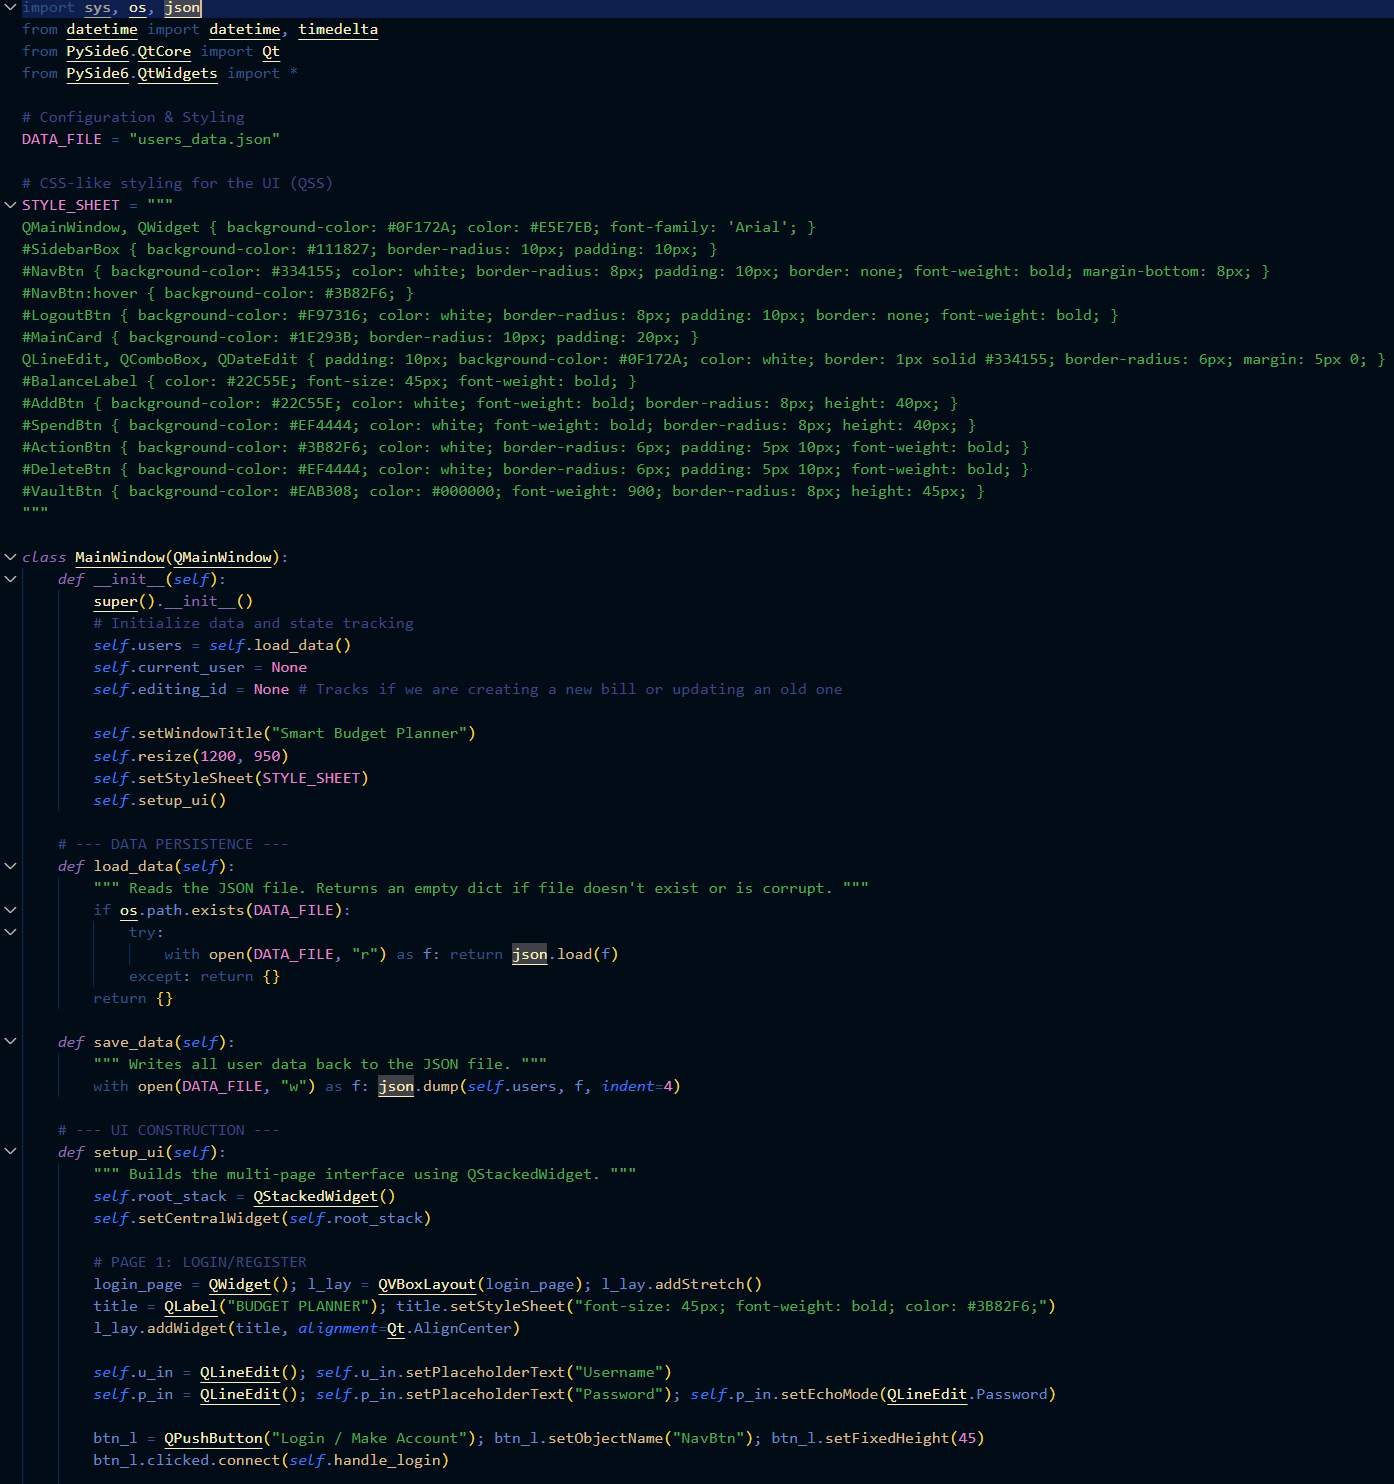 import sys, os, json
from datetime import datetime, timedelta
from PySide6.QtCore import Qt
from PySide6.QtWidgets import *

# Configuration & Styling
DATA_FILE = "users_data.json"

# CSS-like styling for the UI (QSS)
STYLE_SHEET = """
QMainWindow, QWidget { background-color: #0F172A; color: #E5E7EB; font-family: 'Arial'; }
#SidebarBox { background-color: #111827; border-radius: 10px; padding: 10px; }
#NavBtn { background-color: #334155; color: white; border-radius: 8px; padding: 10px; border: none; font-weight: bold; margin-bottom: 8px; }
#NavBtn:hover { background-color: #3B82F6; }
#LogoutBtn { background-color: #F97316; color: white; border-radius: 8px; padding: 10px; border: none; font-weight: bold; }
#MainCard { background-color: #1E293B; border-radius: 10px; padding: 20px; }
QLineEdit, QComboBox, QDateEdit { padding: 10px; background-color: #0F172A; color: white; border: 1px solid #334155; border-radius: 6px; margin: 5px 0; }
#BalanceLabel { color: #22C55E; font-size: 45px; font-weight: bold; }
#AddBtn { background-color: #22C55E; color: white; font-weight: bold; border-radius: 8px; height: 40px; }
#SpendBtn { background-color: #EF4444; color: white; font-weight: bold; border-radius: 8px; height: 40px; }
#ActionBtn { background-color: #3B82F6; color: white; border-radius: 6px; padding: 5px 10px; font-weight: bold; }
#DeleteBtn { background-color: #EF4444; color: white; border-radius: 6px; padding: 5px 10px; font-weight: bold; }
#VaultBtn { background-color: #EAB308; color: #000000; font-weight: 900; border-radius: 8px; height: 45px; }
"""

class MainWindow(QMainWindow):
    def __init__(self):
        super().__init__()
        # Initialize data and state tracking
        self.users = self.load_data()
        self.current_user = None
        self.editing_id = None # Tracks if we are creating a new bill or updating an old one

        self.setWindowTitle("Smart Budget Planner")
        self.resize(1200, 950)
        self.setStyleSheet(STYLE_SHEET)
        self.setup_ui()

    # --- DATA PERSISTENCE ---
    def load_data(self):
        """ Reads the JSON file. Returns an empty dict if file doesn't exist or is corrupt. """
        if os.path.exists(DATA_FILE):
            try:
                with open(DATA_FILE, "r") as f: return json.load(f)
            except: return {}
        return {}

    def save_data(self):
        """ Writes all user data back to the JSON file. """
        with open(DATA_FILE, "w") as f: json.dump(self.users, f, indent=4)

    # --- UI CONSTRUCTION ---
    def setup_ui(self):
        """ Builds the multi-page interface using QStackedWidget. """
        self.root_stack = QStackedWidget()
        self.setCentralWidget(self.root_stack)

        # PAGE 1: LOGIN/REGISTER
        login_page = QWidget(); l_lay = QVBoxLayout(login_page); l_lay.addStretch()
        title = QLabel("BUDGET PLANNER"); title.setStyleSheet("font-size: 45px; font-weight: bold; color: #3B82F6;")
        l_lay.addWidget(title, alignment=Qt.AlignCenter)

        self.u_in = QLineEdit(); self.u_in.setPlaceholderText("Username")
        self.p_in = QLineEdit(); self.p_in.setPlaceholderText("Password"); self.p_in.setEchoMode(QLineEdit.Password)

        btn_l = QPushButton("Login / Make Account"); btn_l.setObjectName("NavBtn"); btn_l.setFixedHeight(45)
        btn_l.clicked.connect(self.handle_login)